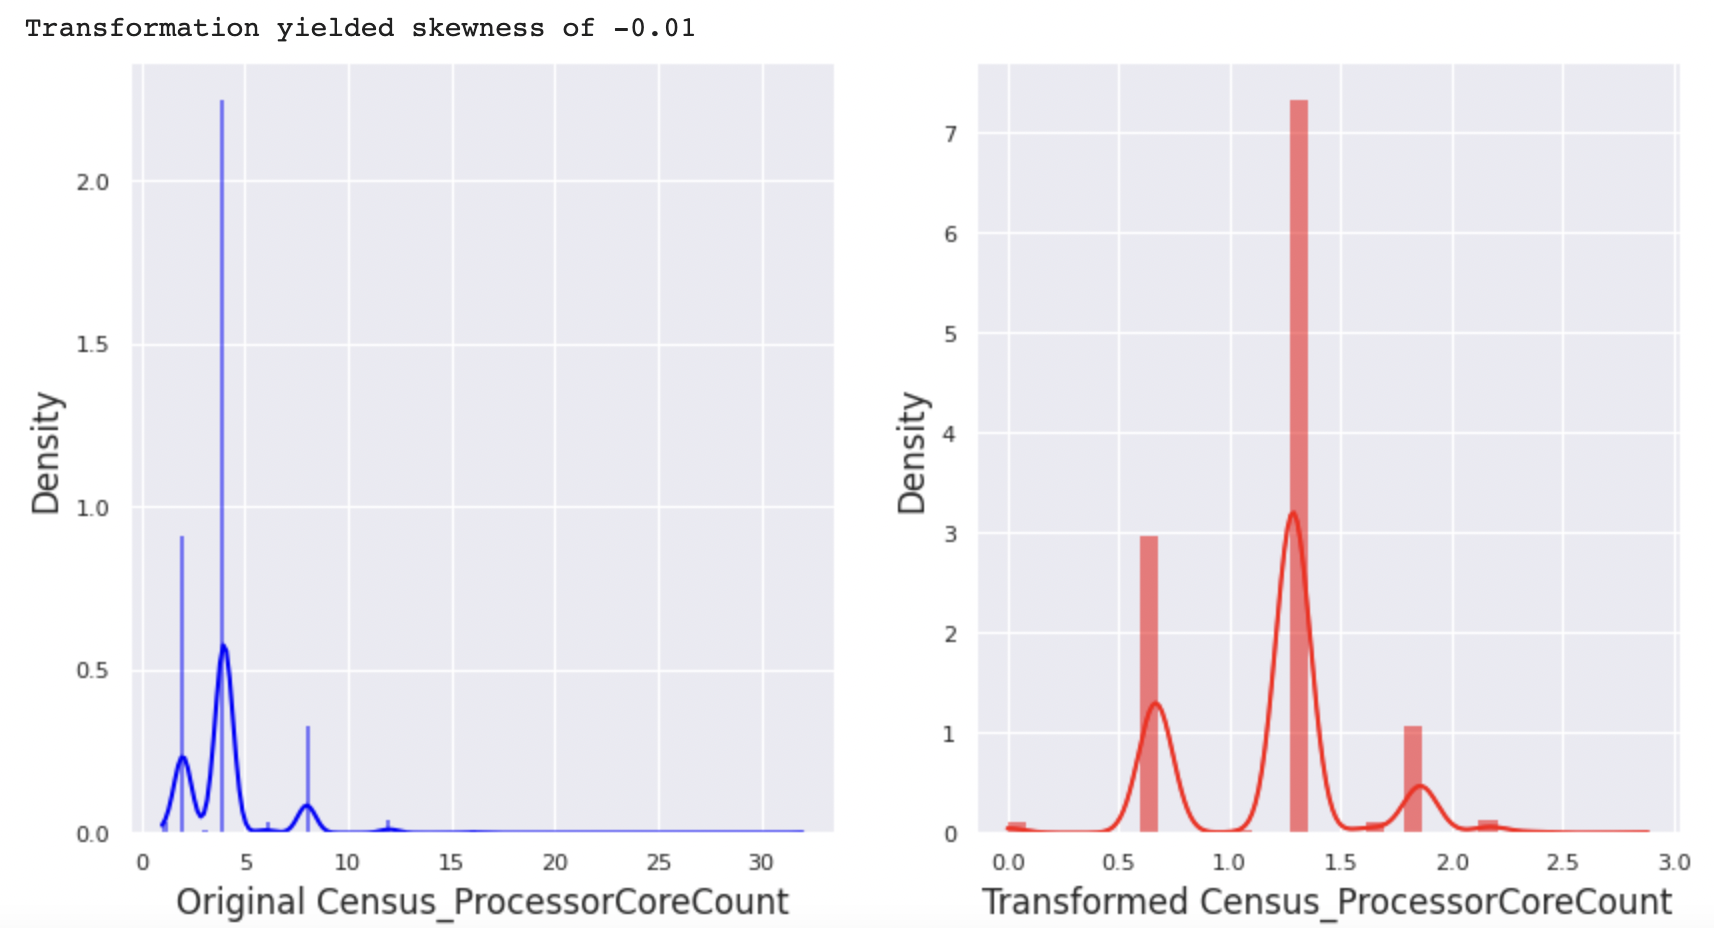 Transformation yielded skewness of -0.01
2.0
1.5
1.0
0.5
0.0
Density
0 5 10 15 20 25 30
Original Census_ProcessorCoreCount
7
6
5
4
3
2
1
0
Density
0.0 0.5 1.0 1.5 2.0 2.5 3.0
Transformed Census_ProcessorCoreCount